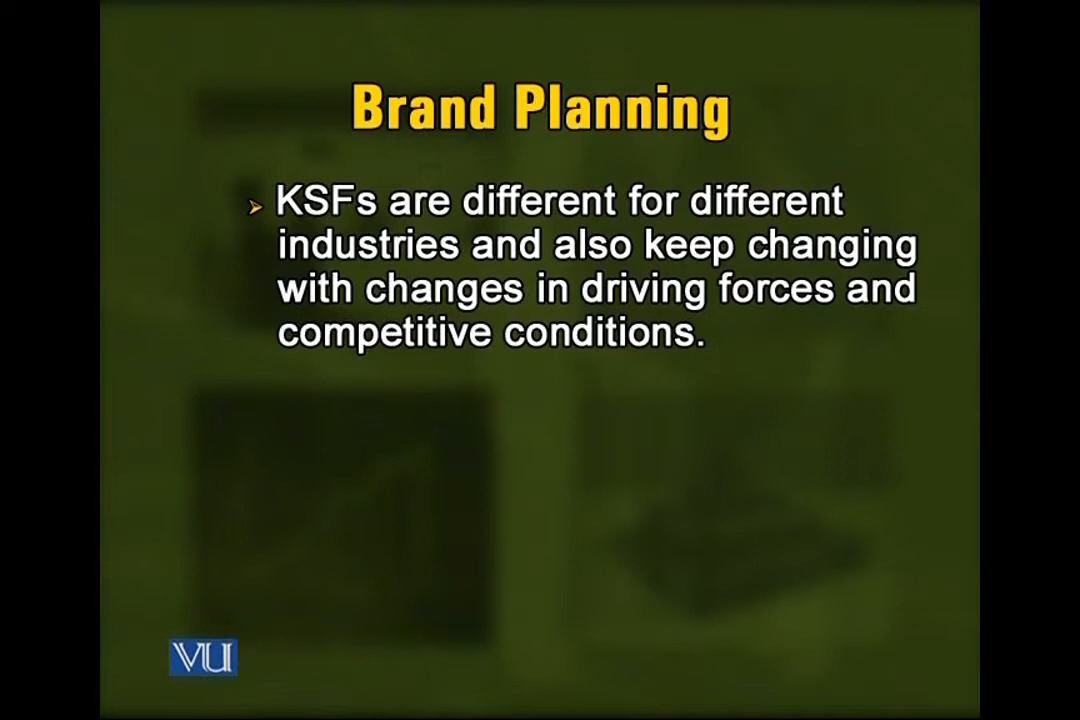 Brand Planning
KSFs are different for different
industries and also keep changing
with changes in driving forces and
competitive conditions.
VU